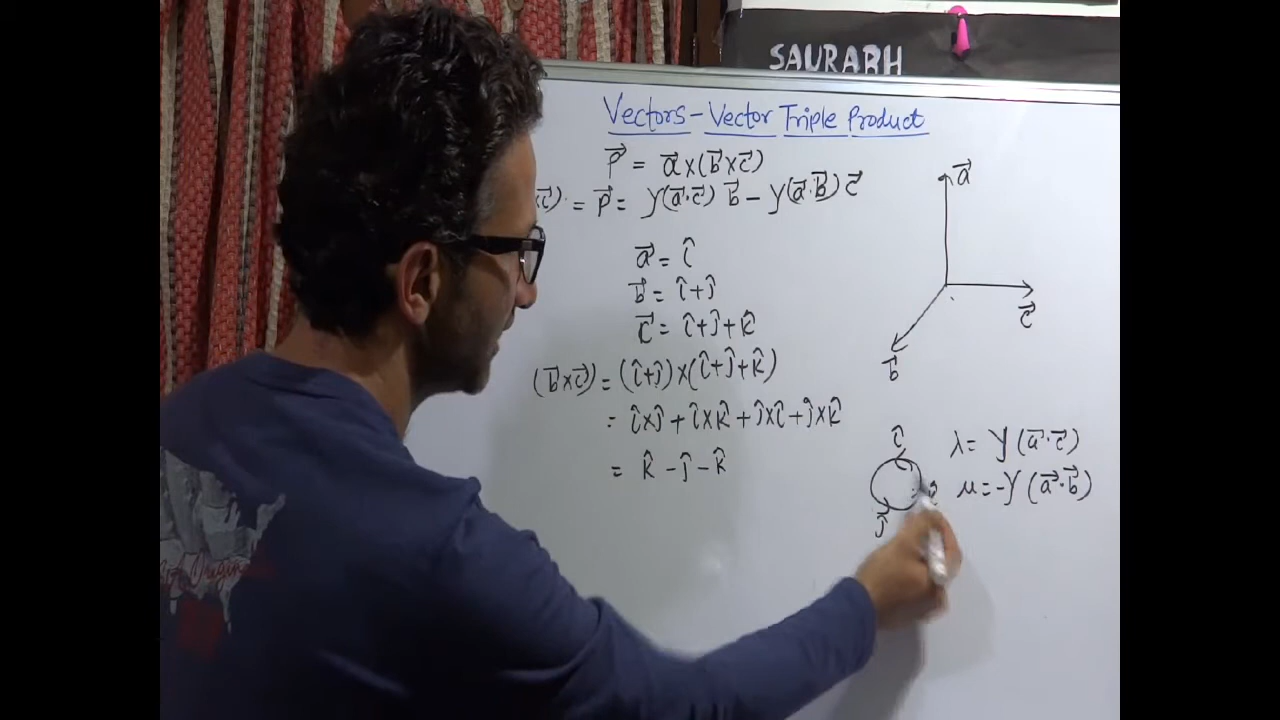 SAURABH
Vectors - Vector Triple Product
P⃗ = a⃗ × (b⃗ × c⃗)
× c⃗) = P⃗ = y(a⃗·c⃗) b⃗ - y(a⃗·b⃗) c⃗
a⃗ = î
b⃗ = î + ĵ
c⃗ = î + ĵ + k̂
(b⃗ × c⃗) = (î + ĵ) × (î + ĵ + k̂)
= î × ĵ + î × k̂ + ĵ × î + ĵ × k̂
= k̂ - ĵ - k̂
a⃗
c⃗
b⃗
î
ĵ
λ = y(a⃗·c⃗)
μ = -y(a⃗·b⃗)